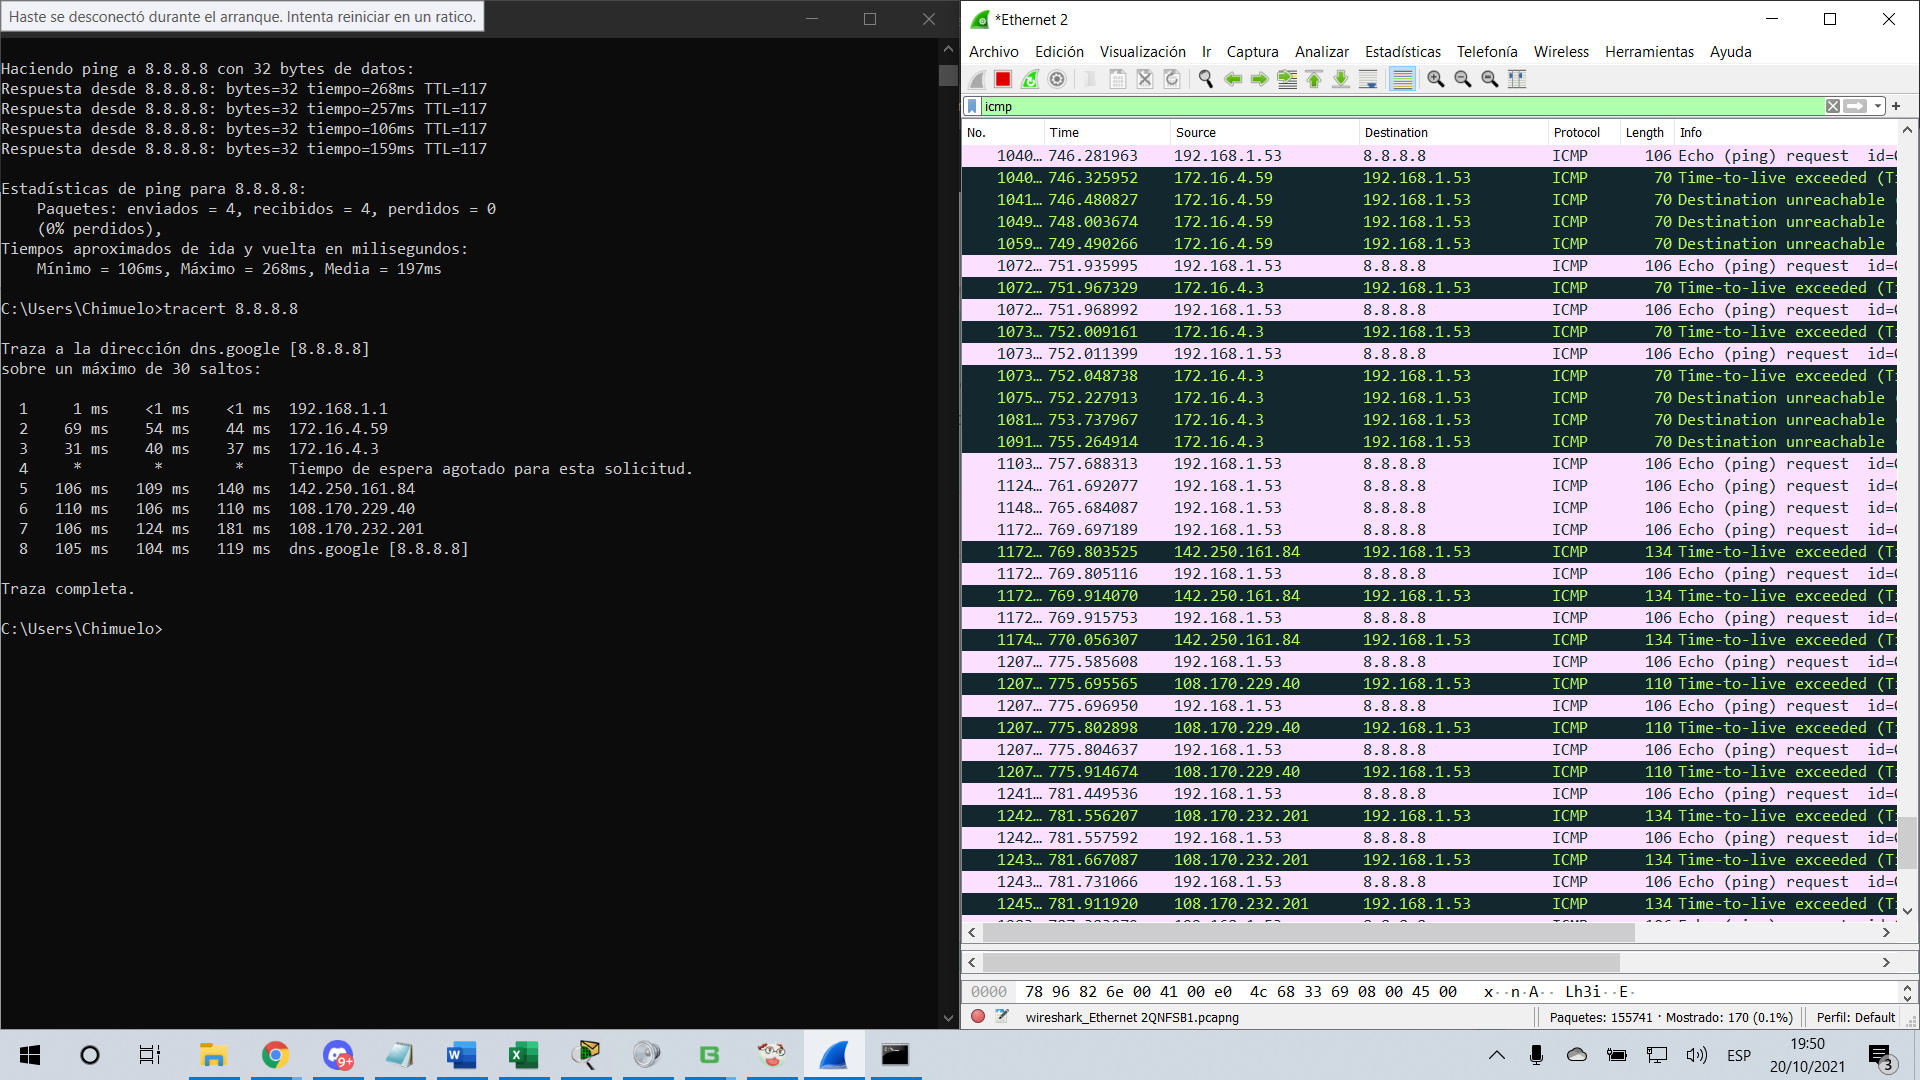 Haste se desconectó durante el arranque. Intenta reiniciar en un ratico.
Haciendo ping a 8.8.8.8 con 32 bytes de datos:
Respuesta desde 8.8.8.8: bytes=32 tiempo=268ms TTL=117
Respuesta desde 8.8.8.8: bytes=32 tiempo=257ms TTL=117
Respuesta desde 8.8.8.8: bytes=32 tiempo=106ms TTL=117
Respuesta desde 8.8.8.8: bytes=32 tiempo=159ms TTL=117
Estadísticas de ping para 8.8.8.8:
Paquetes: enviados = 4, recibidos = 4, perdidos = 0
(0% perdidos),
Tiempos aproximados de ida y vuelta en milisegundos:
Mínimo = 106ms, Máximo = 268ms, Media = 197ms
C:\Users\Chimuelo>tracert 8.8.8.8
Traza a la dirección dns.google [8.8.8.8]
sobre un máximo de 30 saltos:
1 1 ms <1 ms <1 ms 192.168.1.1
2 69 ms 54 ms 44 ms 172.16.4.59
3 31 ms 40 ms 37 ms 172.16.4.3
4 * * * Tiempo de espera agotado para esta solicitud.
5 106 ms 109 ms 140 ms 142.250.161.84
6 110 ms 106 ms 110 ms 108.170.229.40
7 106 ms 124 ms 181 ms 108.170.232.201
8 105 ms 104 ms 119 ms dns.google [8.8.8.8]
Traza completa.
C:\Users\Chimuelo>
*Ethernet 2
Archivo Edición Visualización Ir Captura Analizar Estadísticas Telefonía Wireless Herramientas Ayuda
icmp
No. Time Source Destination Protocol Length Info
1040… 746.281963 192.168.1.53 8.8.8.8 ICMP 106 Echo (ping) request id=
1040… 746.325952 172.16.4.59 192.168.1.53 ICMP 70 Time-to-live exceeded (T
1041… 746.480827 172.16.4.59 192.168.1.53 ICMP 70 Destination unreachable
1049… 748.003674 172.16.4.59 192.168.1.53 ICMP 70 Destination unreachable
1059… 749.490266 172.16.4.59 192.168.1.53 ICMP 70 Destination unreachable
1072… 751.935995 192.168.1.53 8.8.8.8 ICMP 106 Echo (ping) request id=
1072… 751.967329 172.16.4.3 192.168.1.53 ICMP 70 Time-to-live exceeded (T
1072… 751.968992 192.168.1.53 8.8.8.8 ICMP 106 Echo (ping) request id=
1073… 752.009161 172.16.4.3 192.168.1.53 ICMP 70 Time-to-live exceeded (T
1073… 752.011399 192.168.1.53 8.8.8.8 ICMP 106 Echo (ping) request id=
1073… 752.048738 172.16.4.3 192.168.1.53 ICMP 70 Time-to-live exceeded (T
1075… 752.227913 172.16.4.3 192.168.1.53 ICMP 70 Destination unreachable
1081… 753.737967 172.16.4.3 192.168.1.53 ICMP 70 Destination unreachable
1091… 755.264914 172.16.4.3 192.168.1.53 ICMP 70 Destination unreachable
1103… 757.688313 192.168.1.53 8.8.8.8 ICMP 106 Echo (ping) request id=
1124… 761.692077 192.168.1.53 8.8.8.8 ICMP 106 Echo (ping) request id=
1148… 765.684087 192.168.1.53 8.8.8.8 ICMP 106 Echo (ping) request id=
1172… 769.697189 192.168.1.53 8.8.8.8 ICMP 106 Echo (ping) request id=
1172… 769.803525 142.250.161.84 192.168.1.53 ICMP 134 Time-to-live exceeded (T
1172… 769.805116 192.168.1.53 8.8.8.8 ICMP 106 Echo (ping) request id=
1172… 769.914070 142.250.161.84 192.168.1.53 ICMP 134 Time-to-live exceeded (T
1172… 769.915753 192.168.1.53 8.8.8.8 ICMP 106 Echo (ping) request id=
1174… 770.056307 142.250.161.84 192.168.1.53 ICMP 134 Time-to-live exceeded (T
1207… 775.585608 192.168.1.53 8.8.8.8 ICMP 106 Echo (ping) request id=
1207… 775.695565 108.170.229.40 192.168.1.53 ICMP 110 Time-to-live exceeded (T
1207… 775.696950 192.168.1.53 8.8.8.8 ICMP 106 Echo (ping) request id=
1207… 775.802898 108.170.229.40 192.168.1.53 ICMP 110 Time-to-live exceeded (T
1207… 775.804637 192.168.1.53 8.8.8.8 ICMP 106 Echo (ping) request id=
1207… 775.914674 108.170.229.40 192.168.1.53 ICMP 110 Time-to-live exceeded (T
1241… 781.449536 192.168.1.53 8.8.8.8 ICMP 106 Echo (ping) request id=
1242… 781.556207 108.170.232.201 192.168.1.53 ICMP 134 Time-to-live exceeded (T
1242… 781.557592 192.168.1.53 8.8.8.8 ICMP 106 Echo (ping) request id=
1243… 781.667087 108.170.232.201 192.168.1.53 ICMP 134 Time-to-live exceeded (T
1243… 781.731066 192.168.1.53 8.8.8.8 ICMP 106 Echo (ping) request id=
1245… 781.911920 108.170.232.201 192.168.1.53 ICMP 134 Time-to-live exceeded (T
0000 78 96 82 6e 00 41 00 e0 4c 68 33 69 08 00 45 00 x··n·A·· Lh3i··E·
wireshark_Ethernet 2QNFSB1.pcapng
Paquetes: 155741 · Mostrado: 170 (0.1%)
Perfil: Default
9+
ESP
19:50
20/10/2021
3